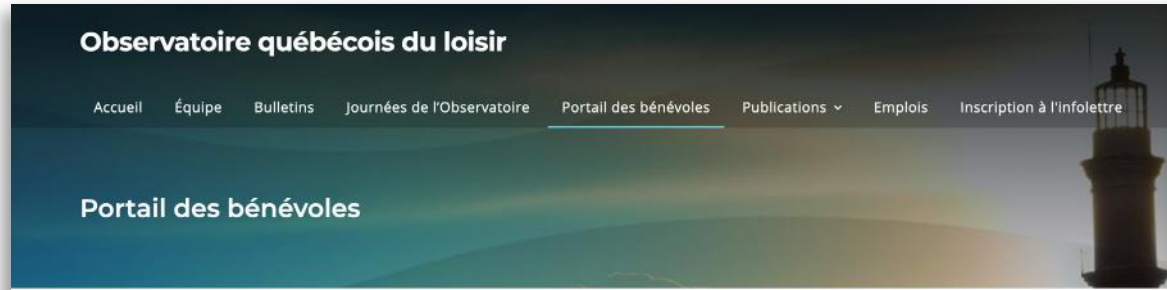 Observatoire québécois du loisir
Accueil Équipe Bulletins Journées de l'Observatoire Portail des bénévoles Publications Emplois Inscription à l'infolettre
Portail des bénévoles